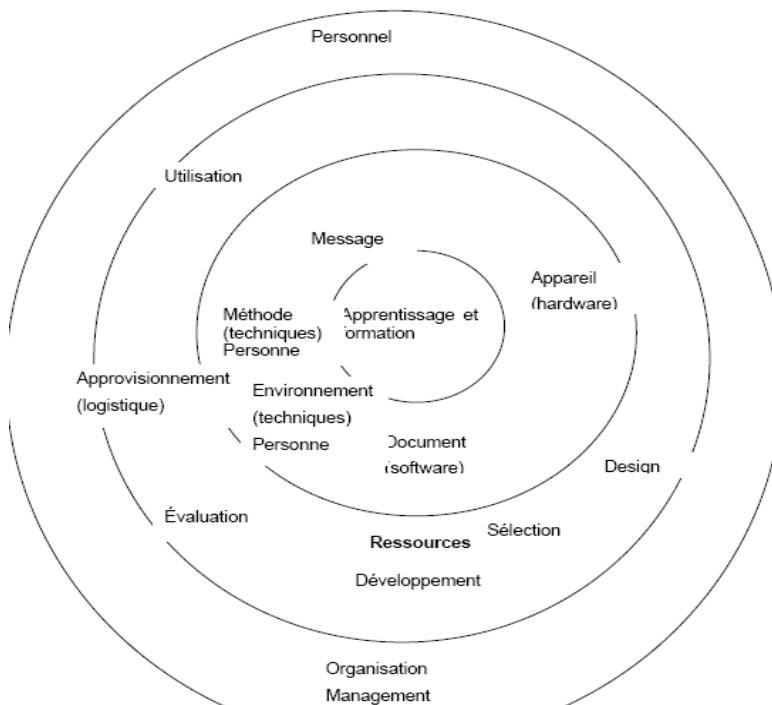 Personnel
Utilisation
Message
Appareil
(hardware)
Méthode
(techniques)
Personne
Apprentissage et
formation
Approvisionnement
(logistique)
Environnement
(techniques)
Personne
Document
(software)
Design
Évaluation
Sélection
Ressources
Développement
Organisation
Management